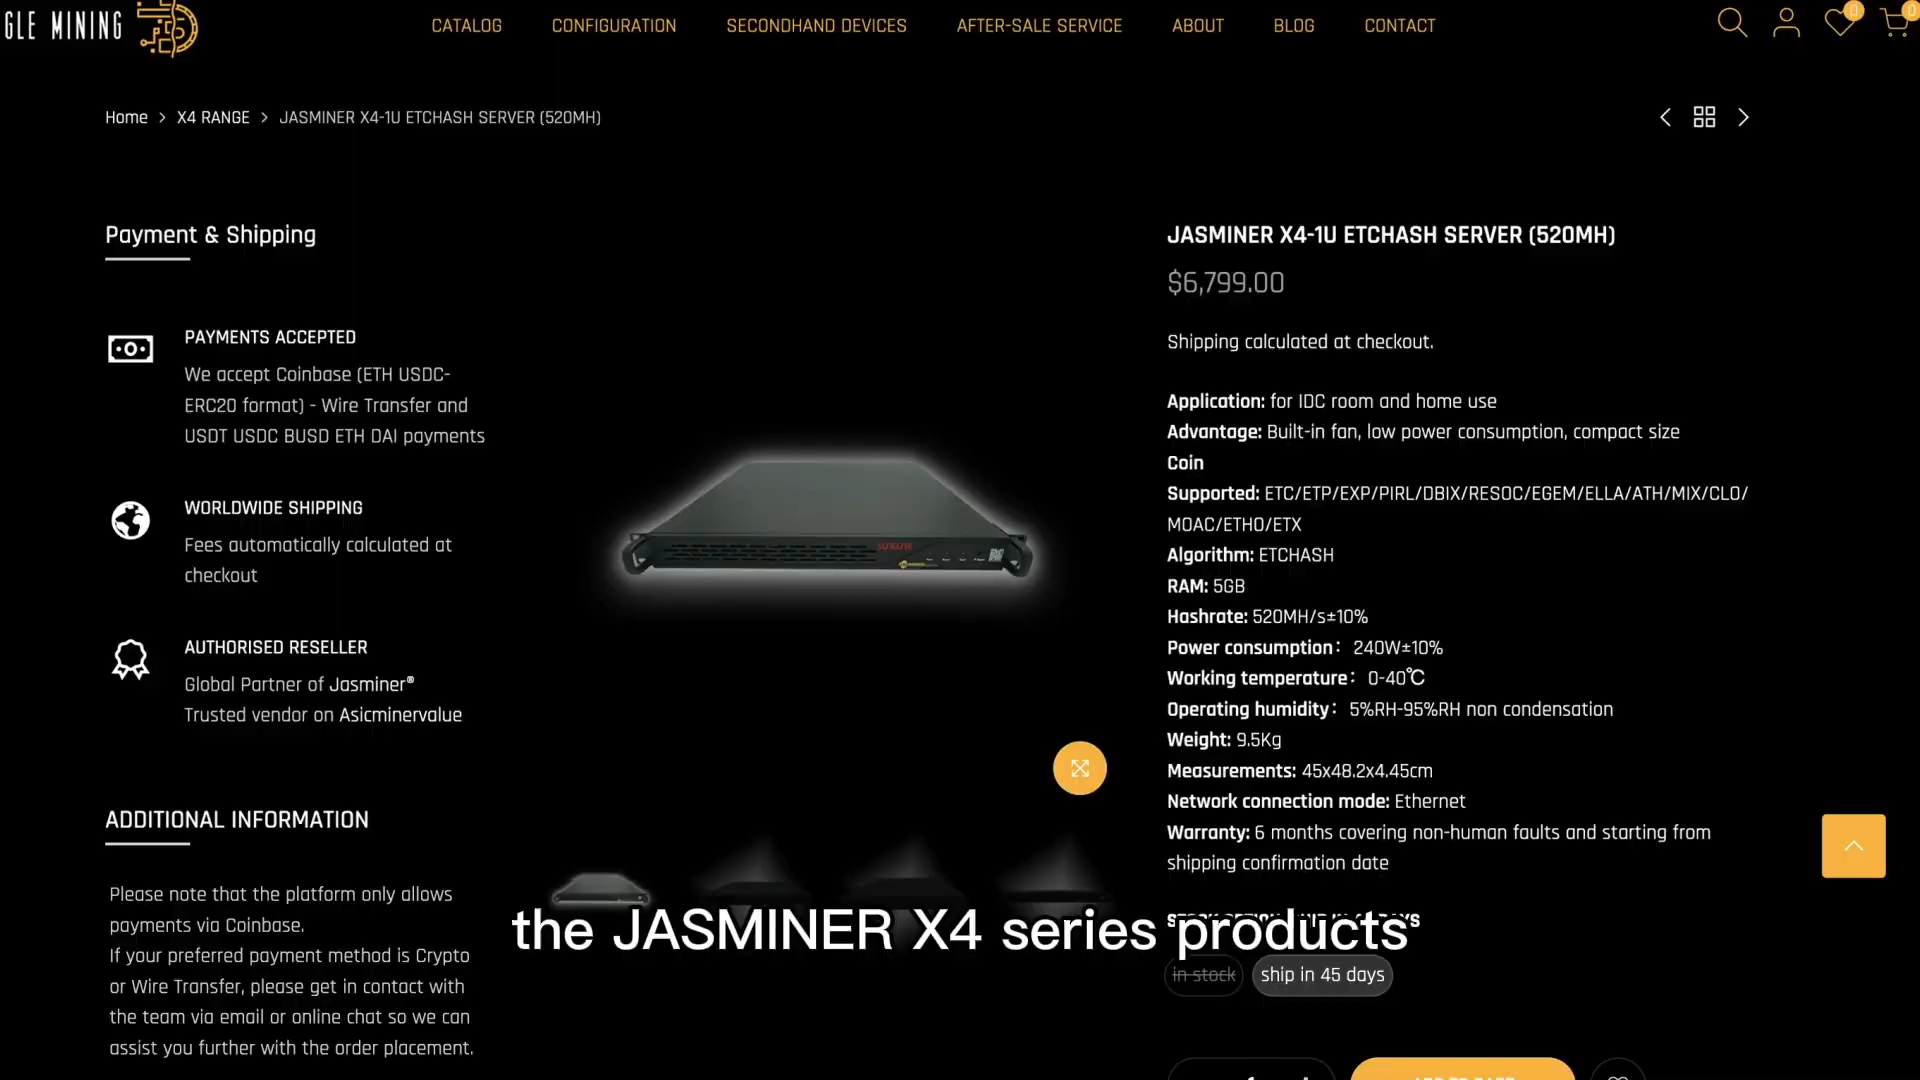 GLE MINING
CATALOG
CONFIGURATION
SECONDHAND DEVICES
AFTER-SALE SERVICE
ABOUT
BLOG
CONTACT
0
0
Home > X4 RANGE > JASMINER X4-1U ETCHASH SERVER (520MH)
Payment & Shipping
PAYMENTS ACCEPTED
We accept Coinbase (ETH USDC-
ERC20 format) - Wire Transfer and
USDT USDC BUSD ETH DAI payments
WORLDWIDE SHIPPING
Fees automatically calculated at
checkout
AUTHORISED RESELLER
Global Partner of Jasminer®
Trusted vendor on Asicminervalue
ADDITIONAL INFORMATION
Please note that the platform only allows
payments via Coinbase.
If your preferred payment method is Crypto
or Wire Transfer, please get in contact with
the team via email or online chat so we can
assist you further with the order placement.
JASMINER X4-1U ETCHASH SERVER (520MH)
$6,799.00
Shipping calculated at checkout.
Application: for IDC room and home use
Advantage: Built-in fan, low power consumption, compact size
Coin
Supported: ETC/ETP/EXP/PIRL/DBIX/RESOC/EGEM/ELLA/ATH/MIX/CLO/
MOAC/ETHO/ETX
Algorithm: ETCHASH
RAM: 5GB
Hashrate: 520MH/s±10%
Power consumption：240W±10%
Working temperature：0-40℃
Operating humidity：5%RH-95%RH non condensation
Weight: 9.5Kg
Measurements: 45x48.2x4.45cm
Network connection mode: Ethernet
Warranty: 6 months covering non-human faults and starting from
shipping confirmation date
in stock
ship in 45 days
the JASMINER X4 series products